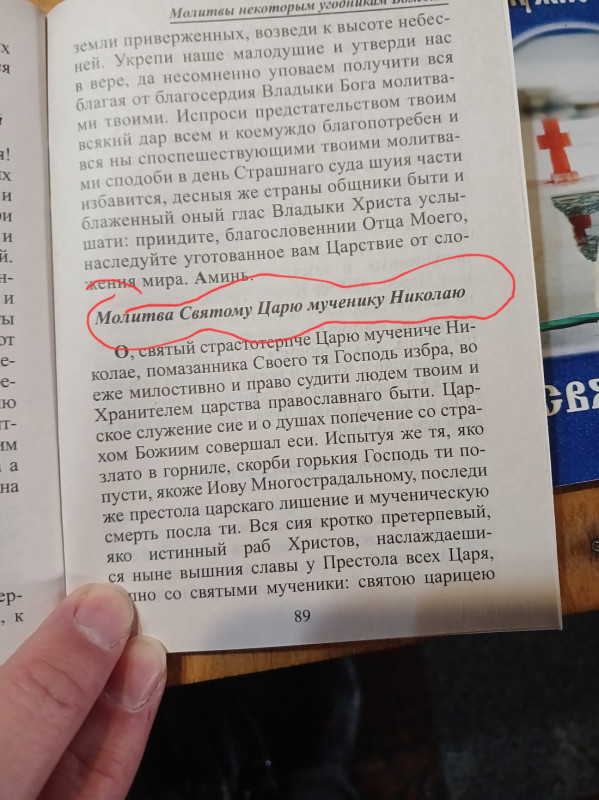 Молитвы некоторым угодникам
земли приверженных, возведи к высоте небес-
ней. Укрепи наше малодушие и утверди нас
в вере, да несомненно уповаем получити вся
благая от благосердия Владыки Бога молитва-
ми твоими. Испроси предстательством твоим
всякий дар всем и коемуждо благопотребен и
вся ны споспешествующими твоими молитва-
ми сподоби в день Страшнаго суда шуия части
избавится, десныя же страны общники быти и
блаженный оный глас Владыки Христа услы-
шати: приидите, благословеннии Отца Моего,
наследуйте уготованное вам Царствие от сло-
жения мира. Аминь.
Молитва Святому Царю мученику Николаю
О, святый страстотерпче Царю мучениче Ни-
колае, помазанника Своего тя Господь избра, во
еже милостивно и право судити людем твоим и
Хранителем царства православнаго быти. Цар-
ское служение сие и о душах попечение со стра-
хом Божиим совершал еси. Испытуя же тя, яко
злато в горниле, скорби горькия Господь ти по-
пусти, якоже Иову Многострадальному, последи
же престола царскаго лишение и мученическую
смерть посла ти. Вся сия кротко претерпевый,
яко истинный раб Христов, наслаждаеши-
ся ныне вышния славы у Престола всех Царя,
со святыми мученики: святою царицею
89